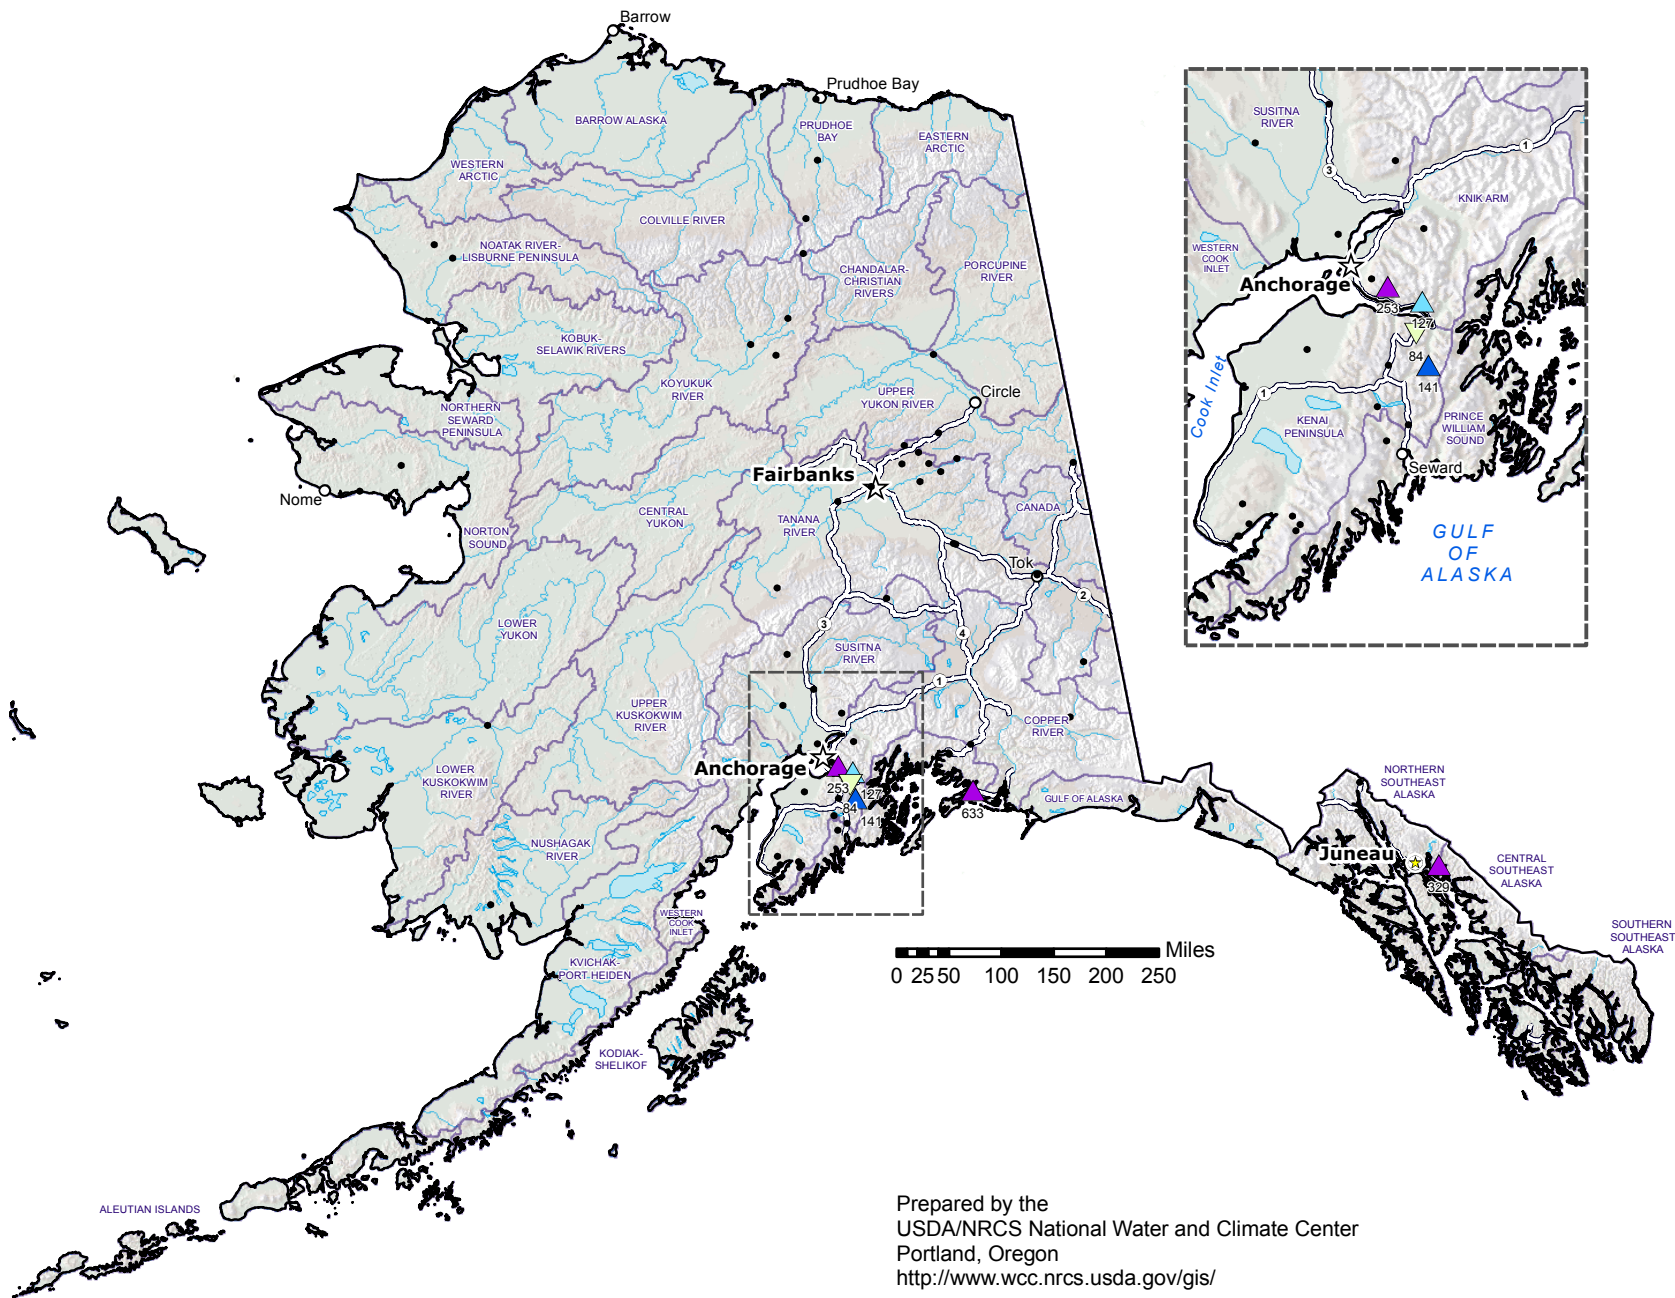 Barrow
Prudhoe Bay
BARROW ALASKA
PRUDHOE
BAY
EASTERN
ARCTIC
WESTERN
ARCTIC
COLVILLE RIVER
NOATAK RIVER-
LISBURNE PENINSULA
CHANDALAR-
CHRISTIAN
RIVERS
PORCUPINE
RIVER
KOBUK-
SELAWIK RIVERS
KOYUKUK
RIVER
UPPER
YUKON RIVER
Circle
NORTHERN
SEWARD
PENINSULA
Fairbanks
Nome
NORTON
SOUND
CENTRAL
YUKON
TANANA
RIVER
CANADA
Tok
2
3
4
LOWER
YUKON
SUSITNA
RIVER
1
UPPER
KUSKOKWIM
RIVER
COPPER
RIVER
LOWER
KUSKOKWIM
RIVER
Anchorage
253
127
84
141
633
GULF OF ALASKA
NUSHAGAK
RIVER
WESTERN
COOK
INLET
KVICHAK-
PORT HEIDEN
KODIAK-
SHELIKOF
ALEUTIAN ISLANDS
NORTHERN
SOUTHEAST
ALASKA
Juneau
329
CENTRAL
SOUTHEAST
ALASKA
SOUTHERN
SOUTHEAST
ALASKA
Miles
0 25 50 100 150 200 250
SUSITNA
RIVER
3
1
KNIK ARM
WESTERN
COOK
INLET
Anchorage
253
127
84
141
Cook Inlet
1
KENAI
PENINSULA
PRINCE
WILLIAM
SOUND
Seward
GULF
OF
ALASKA
Prepared by the
USDA/NRCS National Water and Climate Center
Portland, Oregon
http://www.wcc.nrcs.usda.gov/gis/